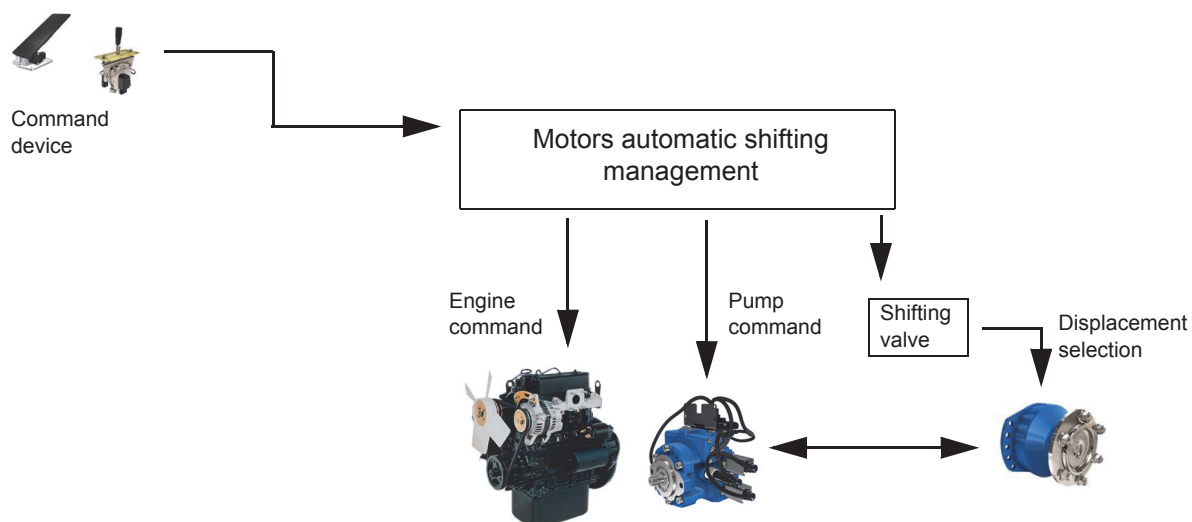 Command
device
Motors automatic shifting
management
Engine
command
Pump
command
Shifting
valve
Displacement
selection